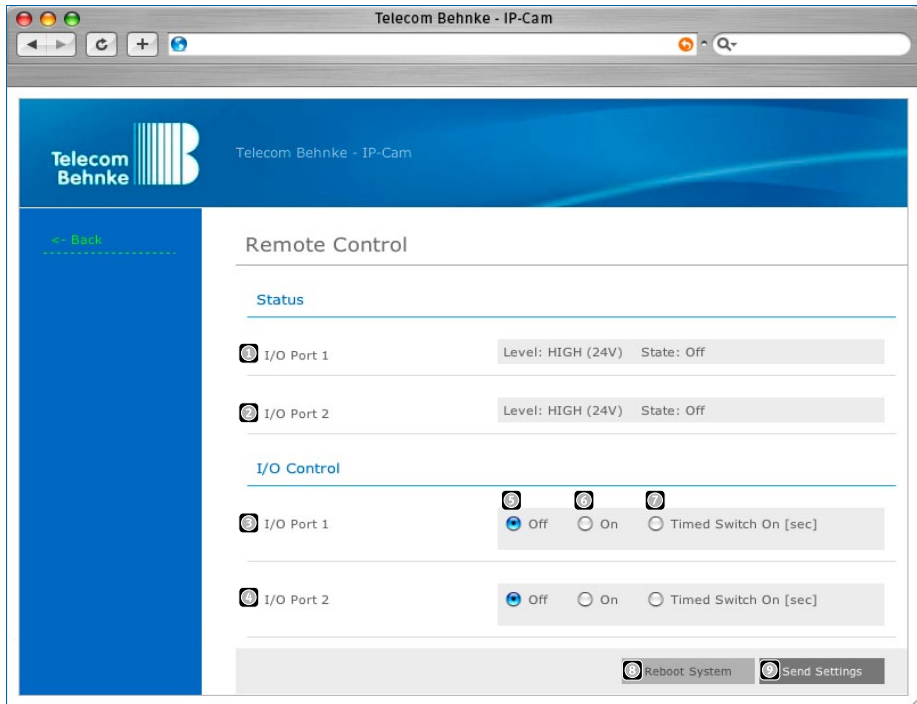 Telecom Behnke - IP-Cam
Telecom
Behnke
Telecom Behnke - IP-Cam
<- Back
Remote Control
Status
1 I/O Port 1 Level: HIGH (24V) State: Off
2 I/O Port 2 Level: HIGH (24V) State: Off
I/O Control
5 6 7
3 I/O Port 1 Off On Timed Switch On [sec]
4 I/O Port 2 Off On Timed Switch On [sec]
8 Reboot System 9 Send Settings